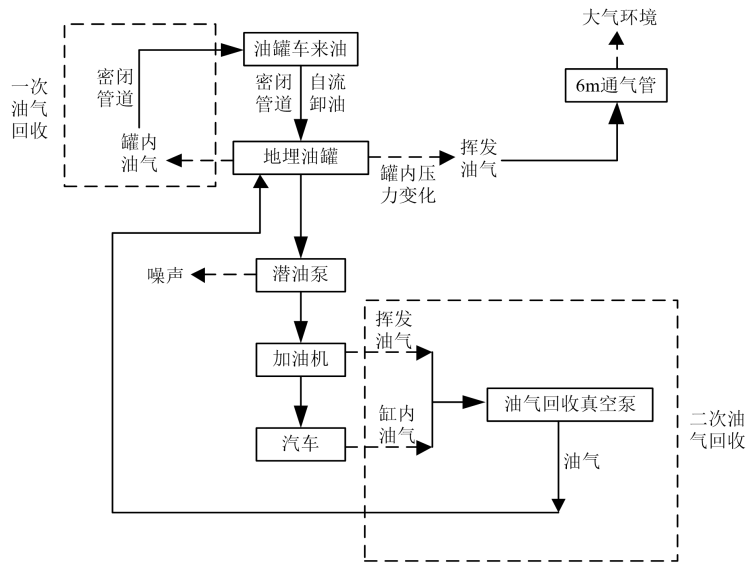 大气环境
6m通气管
油罐车来油
一次
油气
回收
密闭
管道
密闭
管道
自流
卸油
罐内
油气
地埋油罐
罐内压
力变化
挥发
油气
噪声
潜油泵
挥发
油气
加油机
缸内
油气
汽车
油气回收真空泵
油气
二次油
气回收